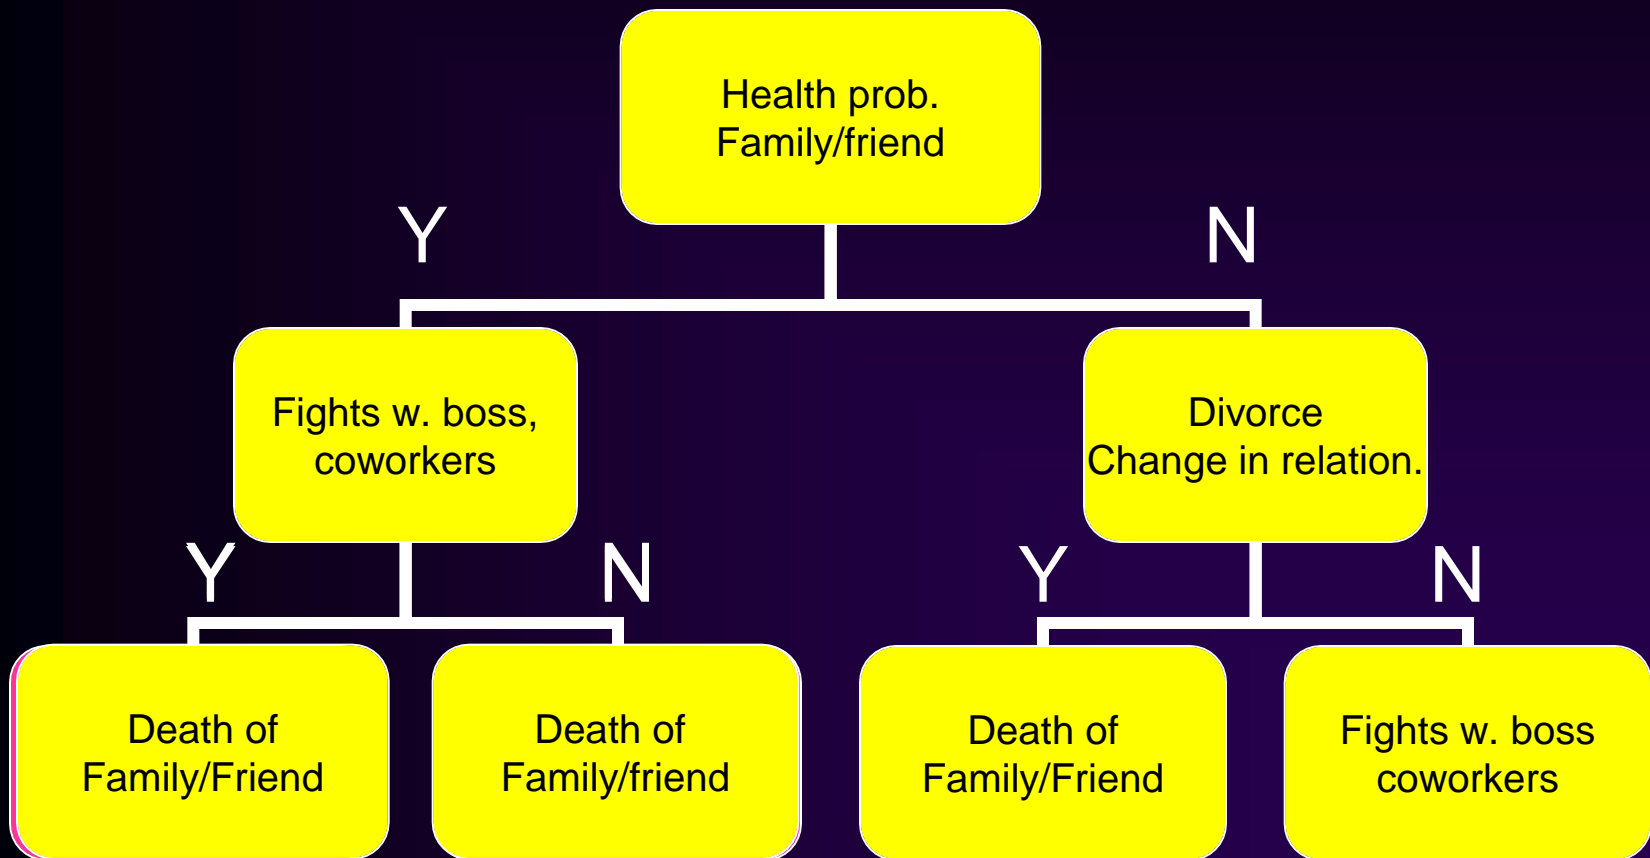 Health prob.
Family/friend
Y
N
Fights w. boss,
coworkers
Divorce
Change in relation.
Y
N
Y
N
Death of
Family/Friend
Death of
Family/friend
Death of
Family/Friend
Fights w. boss
coworkers